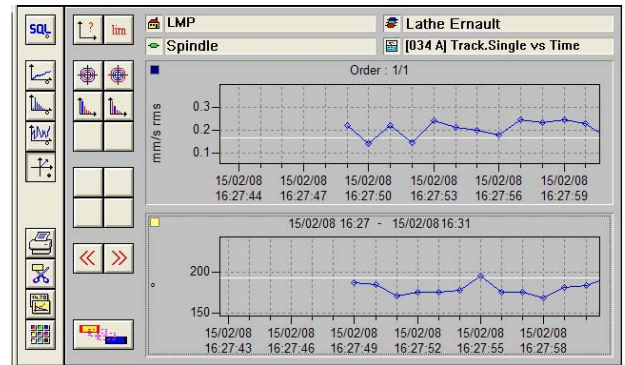 SQL
? lim
LMP
Lathe Ernault
Spindle
[034 A] Track.Single vs Time
Order : 1/1
mm/s rms
0.3
0.2
0.1
15/02/08 15/02/08 15/02/08 15/02/08 15/02/08 15/02/08
16:27:44 16:27:47 16:27:50 16:27:53 16:27:56 16:27:59
15/02/08 16:27 - 15/02/08 16:31
°
200
150
15/02/08 15/02/08 15/02/08 15/02/08 15/02/08 15/02/08
16:27:43 16:27:46 16:27:49 16:27:52 16:27:55 16:27:58